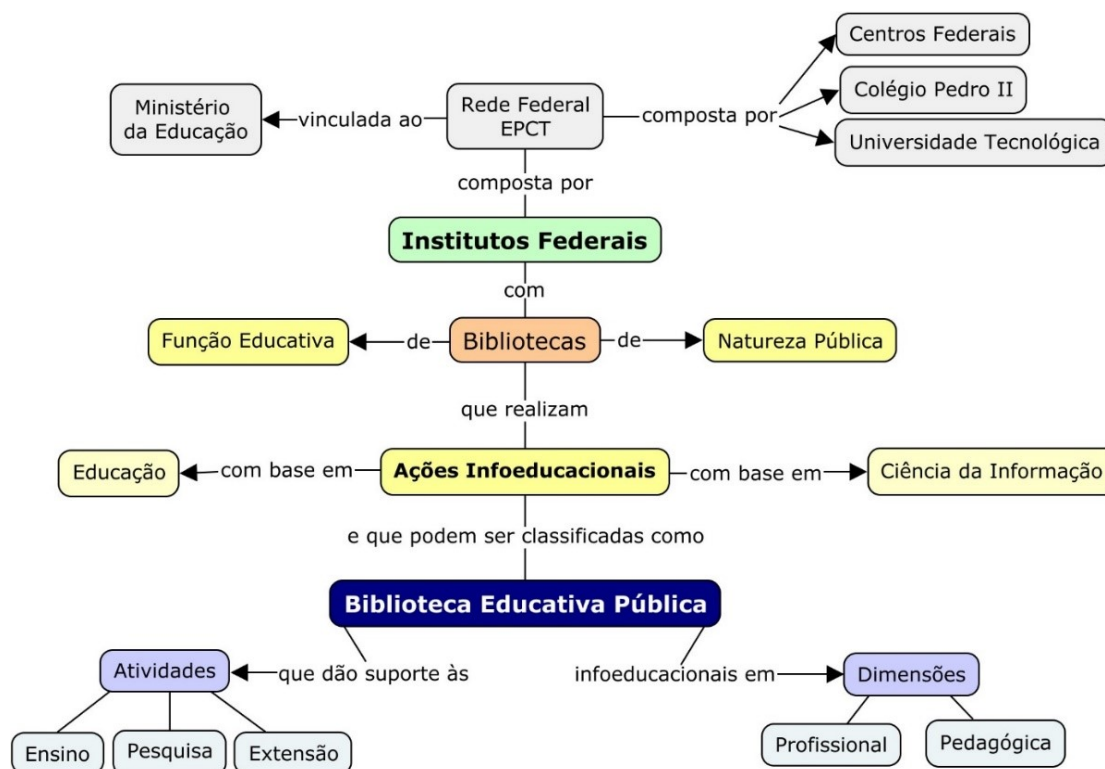 Centros Federais
Ministério
da Educação
vinculada ao
Rede Federal
EPCT
composta por
Colégio Pedro II
Universidade Tecnológica
composta por
Institutos Federais
com
Função Educativa
de
Bibliotecas
de
Natureza Pública
que realizam
Educação
com base em
Ações Infoeducacionais
com base em
Ciência da Informação
e que podem ser classificadas como
Biblioteca Educativa Pública
Atividades
que dão suporte às
infoeducacionais em
Dimensões
Ensino
Pesquisa
Extensão
Profissional
Pedagógica